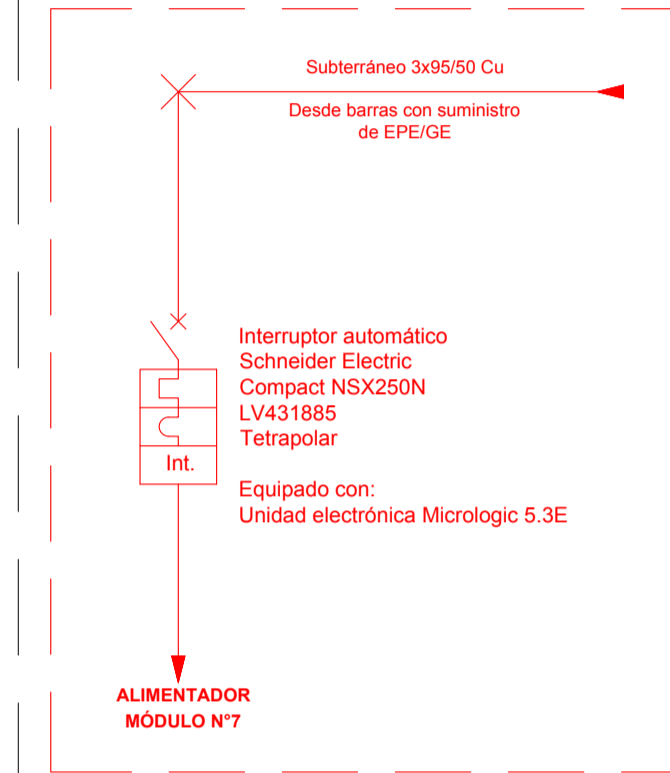 Subterráneo 3x95/50 Cu
Desde barras con suministro
de EPE/GE
Interruptor automático
Schneider Electric
Compact NSX250N
LV431885
Tetrapolar
Int.
Equipado con:
Unidad electrónica Micrologic 5.3E
ALIMENTADOR
MÓDULO N°7